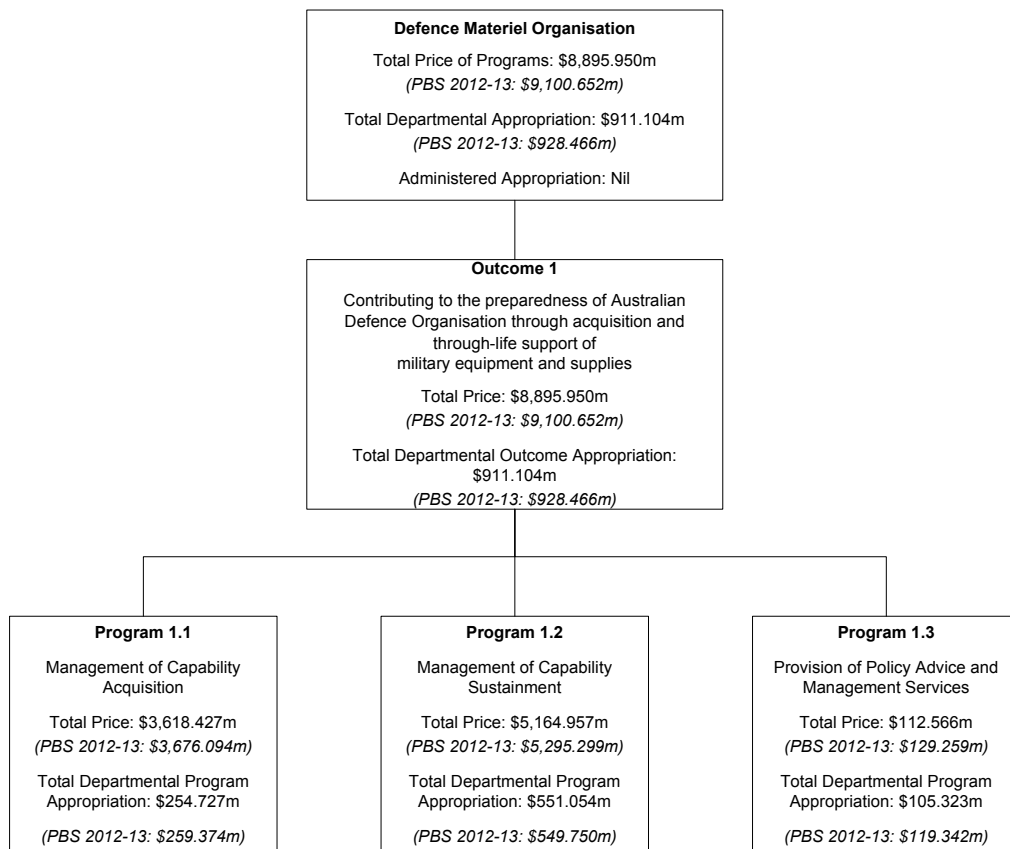 Defence Materiel Organisation
Total Price of Programs: $8,895.950m
(PBS 2012-13: $9,100.652m)
Total Departmental Appropriation: $911.104m
(PBS 2012-13: $928.466m)
Administered Appropriation: Nil
Outcome 1
Contributing to the preparedness of Australian
Defence Organisation through acquisition and
through-life support of
military equipment and supplies
Total Price: $8,895.950m
(PBS 2012-13: $9,100.652m)
Total Departmental Outcome Appropriation:
$911.104m
(PBS 2012-13: $928.466m)
Program 1.1
Management of Capability
Acquisition
Total Price: $3,618.427m
(PBS 2012-13: $3,676.094m)
Total Departmental Program
Appropriation: $254.727m
(PBS 2012-13: $259.374m)
Program 1.2
Management of Capability
Sustainment
Total Price: $5,164.957m
(PBS 2012-13: $5,295.299m)
Total Departmental Program
Appropriation: $551.054m
(PBS 2012-13: $549.750m)
Program 1.3
Provision of Policy Advice and
Management Services
Total Price: $112.566m
(PBS 2012-13: $129.259m)
Total Departmental Program
Appropriation: $105.323m
(PBS 2012-13: $119.342m)